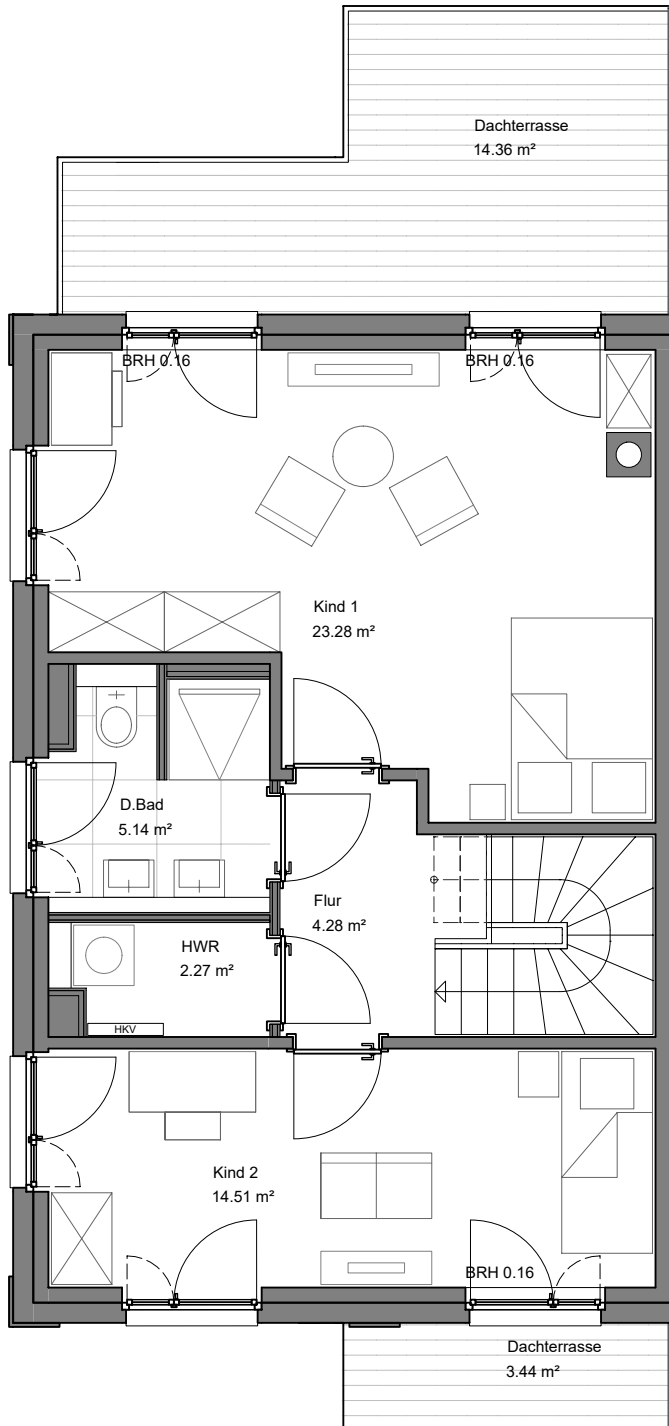 Dachterrasse
14.36 m²
BRH 0.16
BRH 0.16
Kind 1
23.28 m²
D.Bad
5.14 m²
Flur
4.28 m²
HWR
2.27 m²
HKV
Kind 2
14.51 m²
BRH 0.16
Dachterrasse
3.44 m²